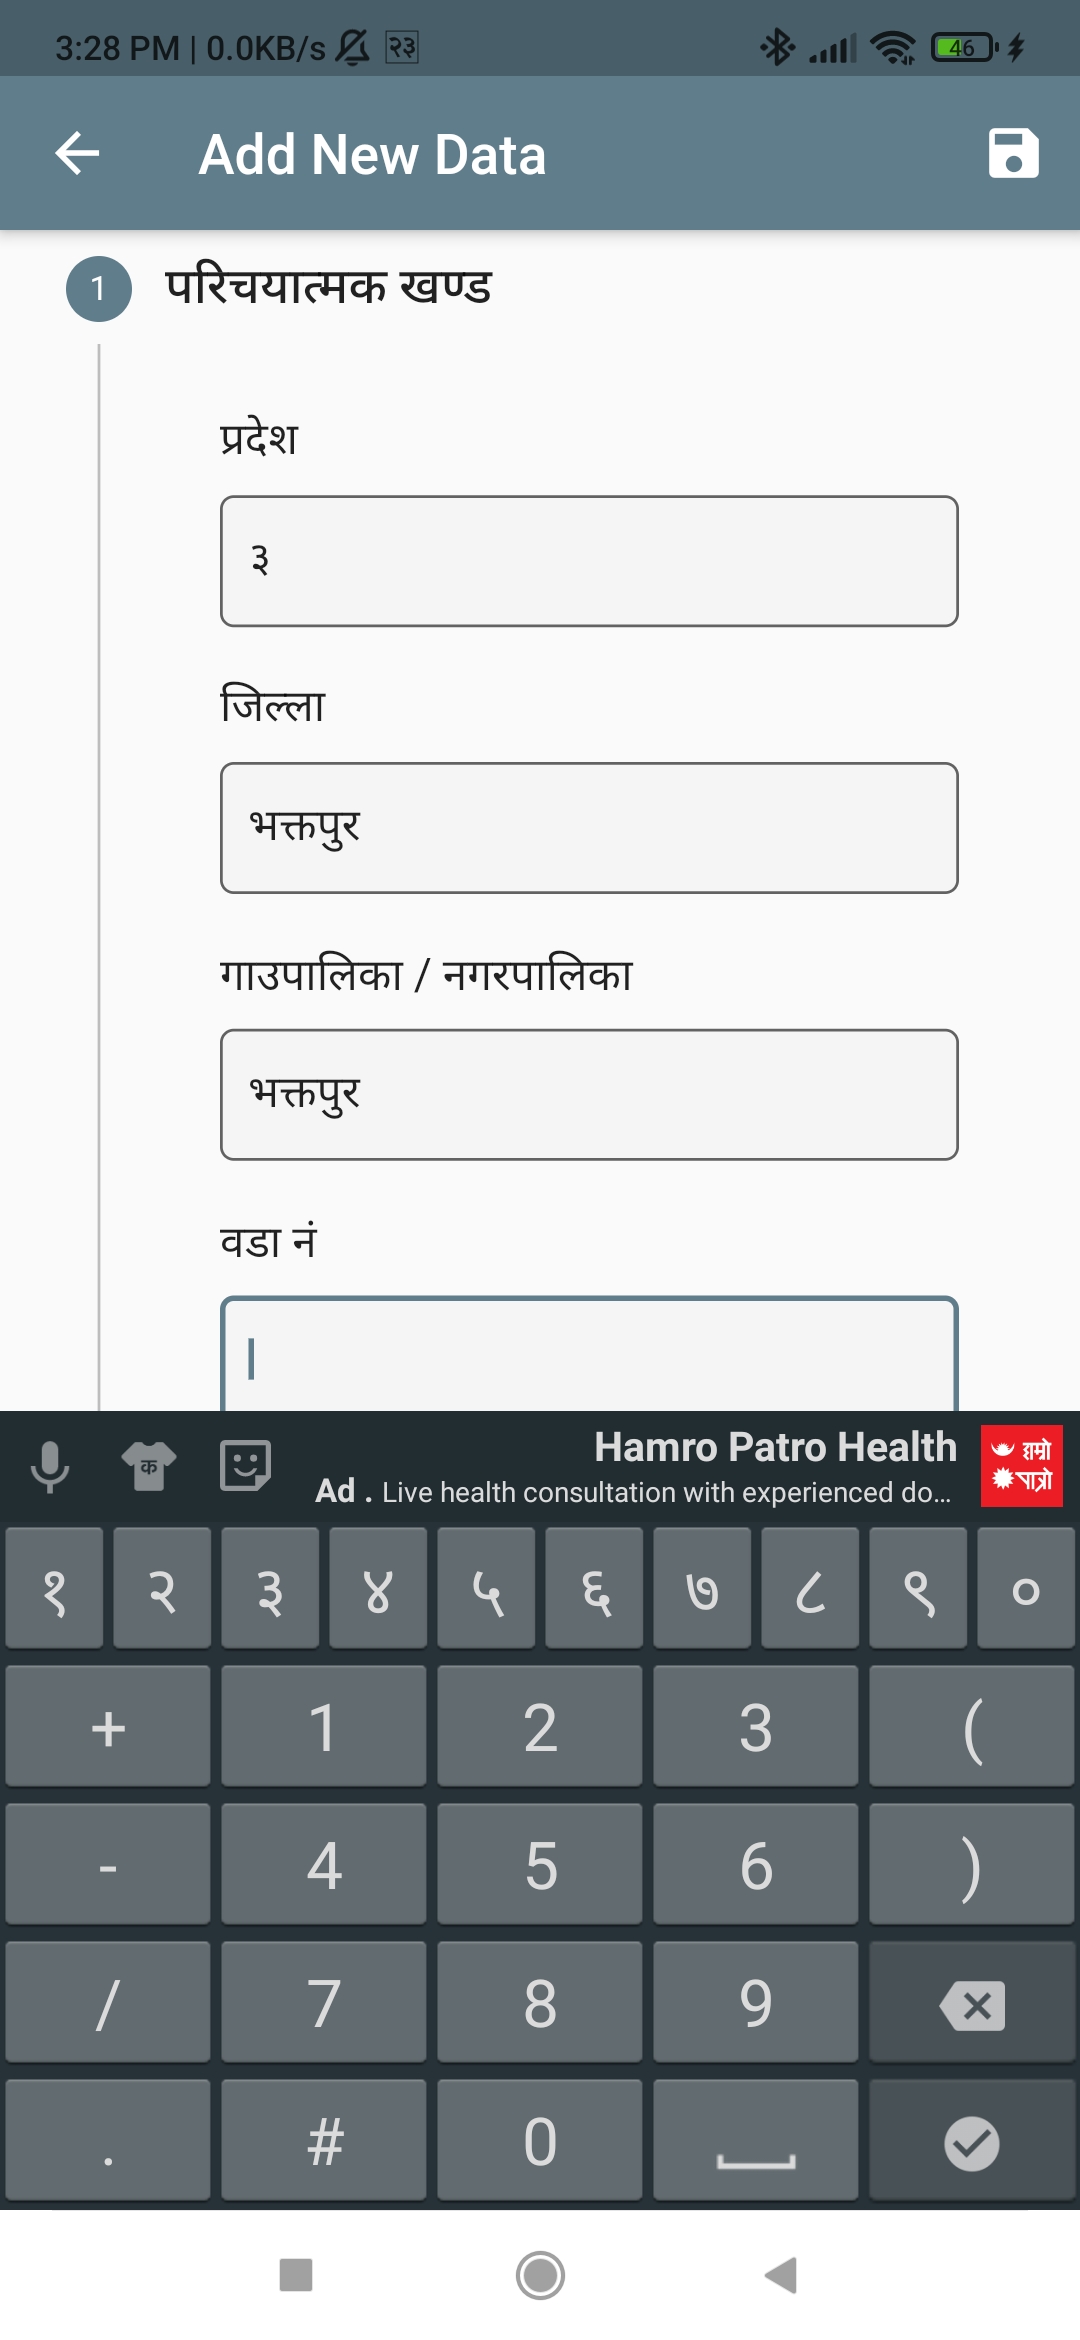 3:28 PM | 0.0KB/s २३ 46
Add New Data
1 परिचयात्मक खण्ड
प्रदेश
३
जिल्ला
भक्तपुर
गाउपालिका / नगरपालिका
भक्तपुर
वडा नं
क
Hamro Patro Health
Ad . Live health consultation with experienced do...
हाम्रो
पात्रो
१ २ ३ ४ ५ ६ ७ ८ ९ ०
+ 1 2 3 (
- 4 5 6 )
/ 7 8 9
. # 0